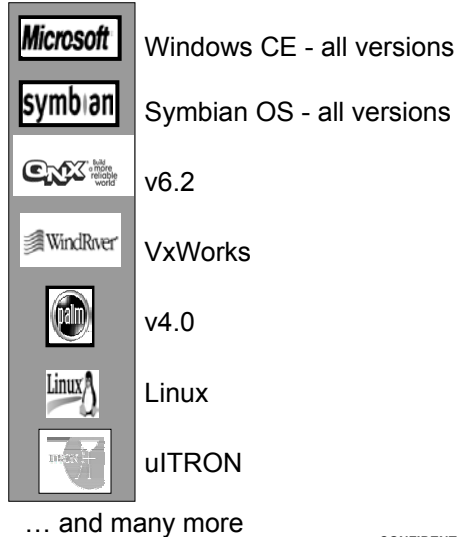 Microsoft Windows CE - all versions
symbian Symbian OS - all versions
QNX build a more reliable world v6.2
WindRiver VxWorks
palm v4.0
Linux Linux
uITRON
… and many more